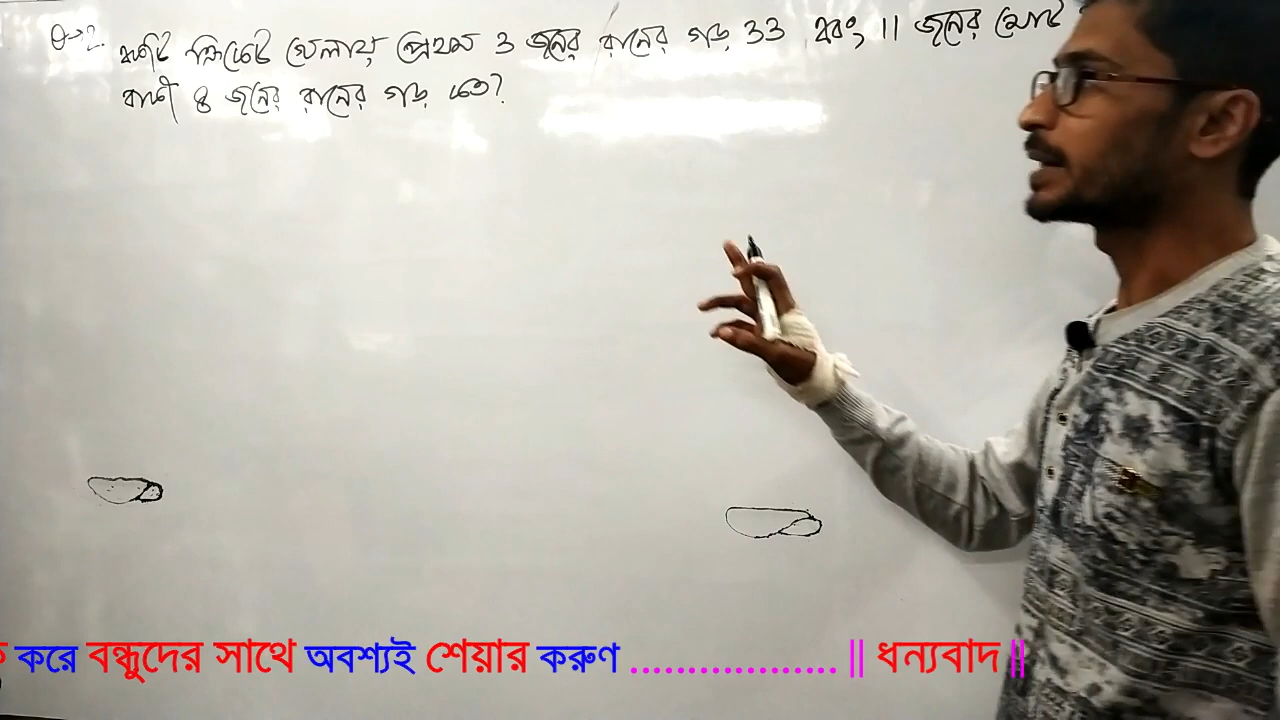 Q→2. একটি ক্রিকেট খেলায় প্রথম 3 জনের রানের গড় 33 এবং 11 জনের মোট
বাকী 8 জনের রানের গড় কত?
করে বন্ধুদের সাথে অবশ্যই শেয়ার করুণ .................. || ধন্যবাদ ||